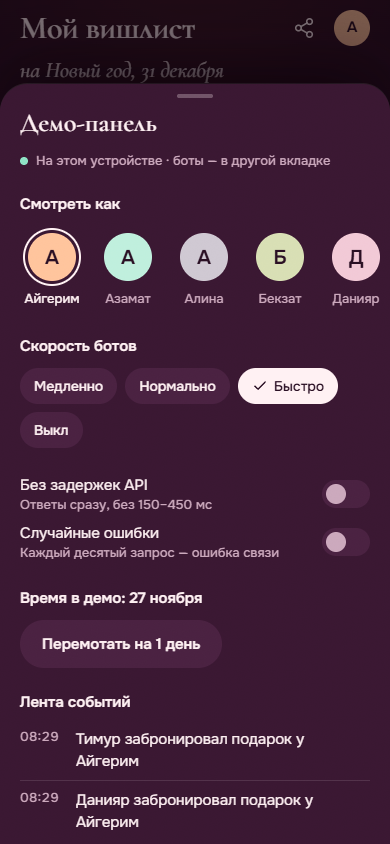 Мой вишлист
А
на Новый год, 31 декабря
Демо-панель
На этом устройстве · боты — в другой вкладке
Смотреть как
А А А Б Д
Айгерим Азамат Алина Бекзат Данияр
Скорость ботов
Медленно Нормально Быстро
Выкл
Без задержек API
Ответы сразу, без 150–450 мс
Случайные ошибки
Каждый десятый запрос — ошибка связи
Время в демо: 27 ноября
Перемотать на 1 день
Лента событий
08:29 Тимур забронировал подарок у
Айгерим
08:29 Данияр забронировал подарок у
Айгерим